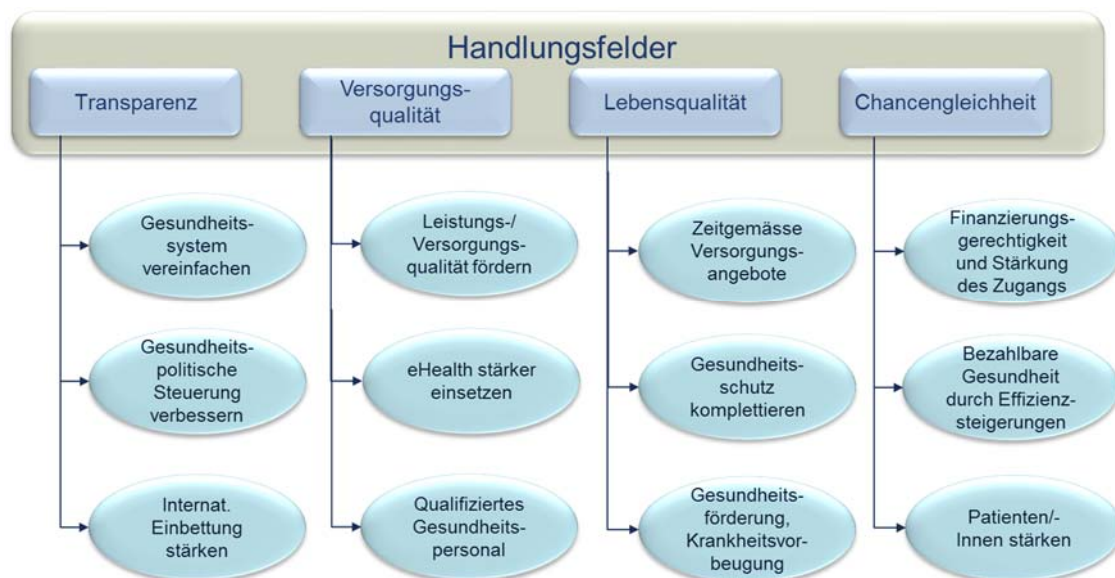 Handlungsfelder
Transparenz
Versorgungs-
qualität
Lebensqualität
Chancengleichheit
Gesundheits-
system
vereinfachen
Leistungs-/
Versorgungs-
qualität fördern
Zeitgemässe
Versorgungs-
angebote
Finanzierungs-
gerechtigkeit
und Stärkung
des Zugangs
Gesundheits-
politische
Steuerung
verbessern
eHealth stärker
einsetzen
Gesundheits-
schutz
komplettieren
Bezahlbare
Gesundheit
durch Effizienz-
steigerungen
Internat.
Einbettung
stärken
Qualifiziertes
Gesundheits-
personal
Gesundheits-
förderung,
Krankheitsvor-
beugung
Patienten/-
Innen stärken